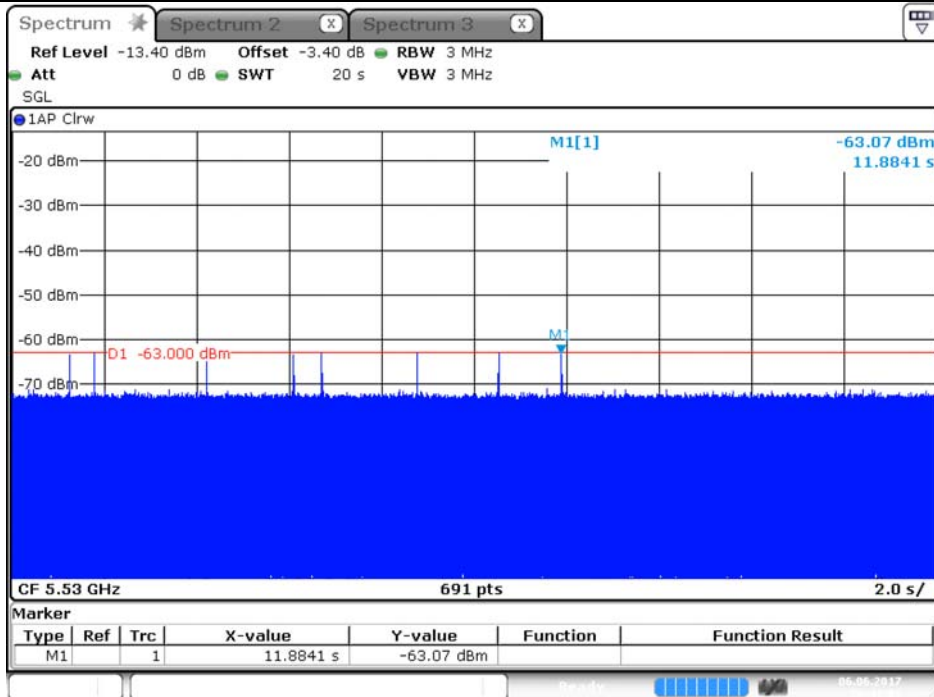 Spectrum Spectrum 2 X Spectrum 3 X
Ref Level -13.40 dBm Offset -3.40 dB RBW 3 MHz
Att 0 dB SWT 20 s VBW 3 MHz
SGL
1AP Clrw
M1[1] -63.07 dBm
11.8841 s
-20 dBm
-30 dBm
-40 dBm
-50 dBm
-60 dBm
M1
D1 -63.000 dBm
-70 dBm
CF 5.53 GHz 691 pts 2.0 s/
Marker
Type Ref Trc X-value Y-value Function Function Result
M1 1 11.8841 s -63.07 dBm
Ready 06.06.2017